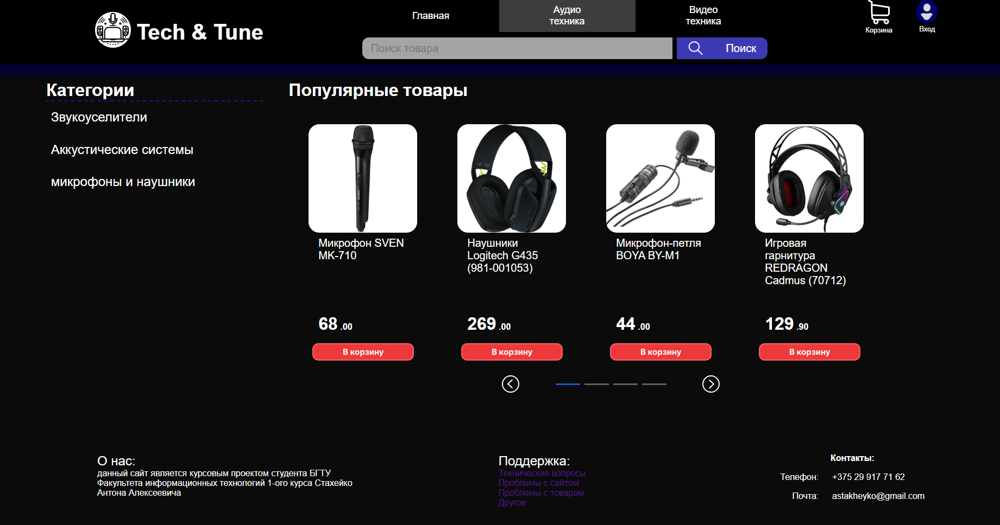 Tech & Tune
Главная
Аудио
техника
Видео
техника
Корзина
Вход
Поиск товара
Поиск
Категории
Звукоуселители
Аккустические системы
микрофоны и наушники
Популярные товары
Микрофон SVEN
MK-710
68 .00
В корзину
Наушники
Logitech G435
(981-001053)
269 .00
В корзину
Микрофон-петля
BOYA BY-M1
44 .00
В корзину
Игровая
гарнитура
REDRAGON
Cadmus (70712)
129 .90
В корзину
О нас:
данный сайт является курсовым проектом студента БГТУ
Факультета информационных технологий 1-ого курса Стахейко
Антона Алексеевича
Поддержка:
Технические вопросы
Проблемы с сайтом
Проблемы с товаром
Другое
Контакты:
Телефон: +375 29 917 71 62
Почта: astakheyko@gmail.com